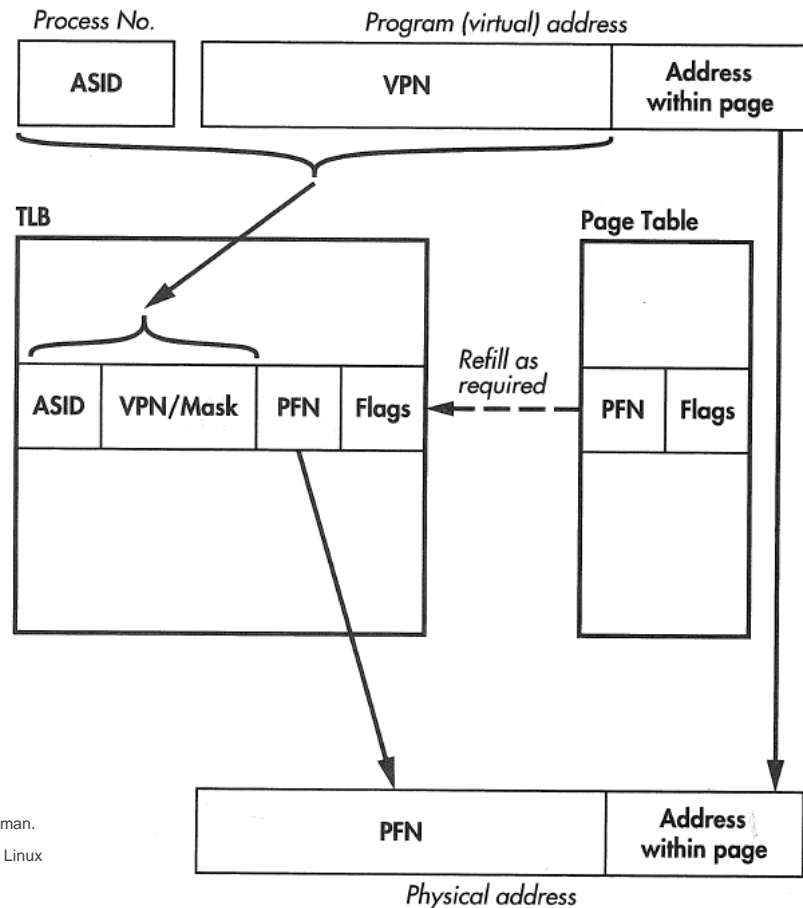 Process No.
Program (virtual) address
ASID
VPN
Address
within page
TLB
Page Table
Refill as
required
ASID
VPN/Mask
PFN
Flags
PFN
Flags
man.
Linux
PFN
Address
within page
Physical address